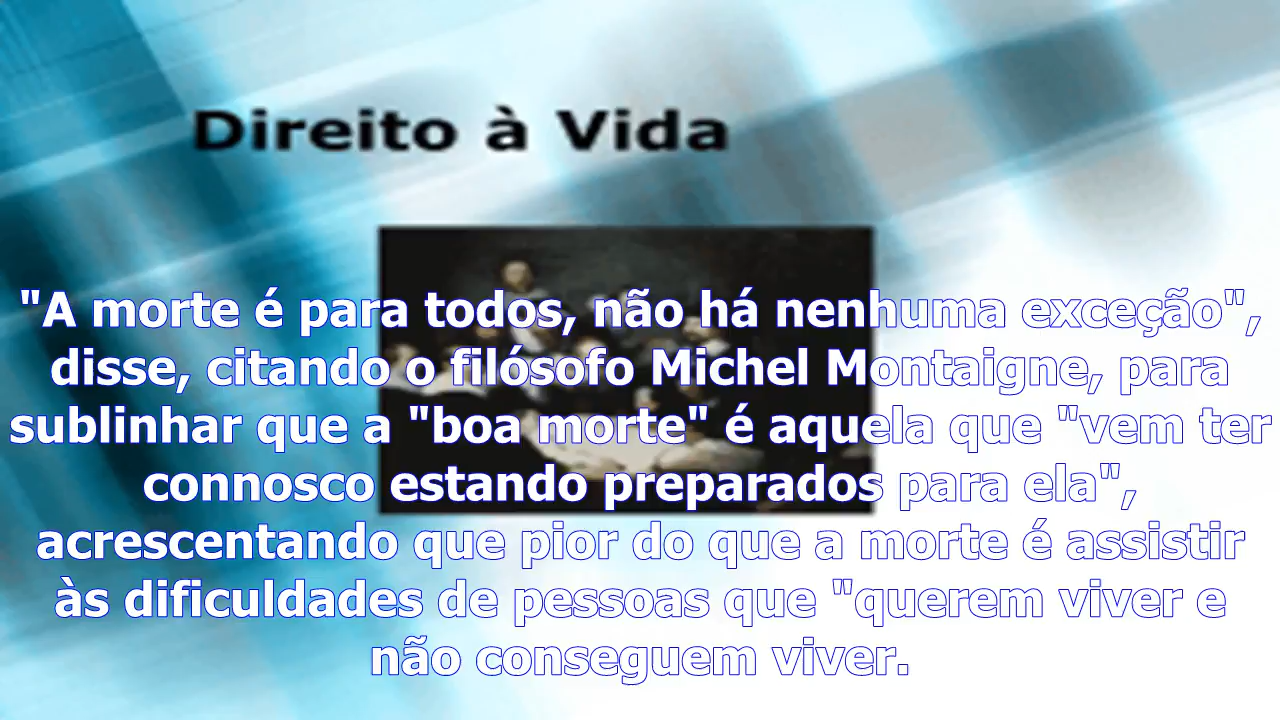 Direito à Vida
"A morte é para todos, não há nenhuma exceção",
disse, citando o filósofo Michel Montaigne, para
sublinhar que a "boa morte" é aquela que "vem ter
connosco estando preparados para ela",
acrescentando que pior do que a morte é assistir
às dificuldades de pessoas que "querem viver e
não conseguem viver.